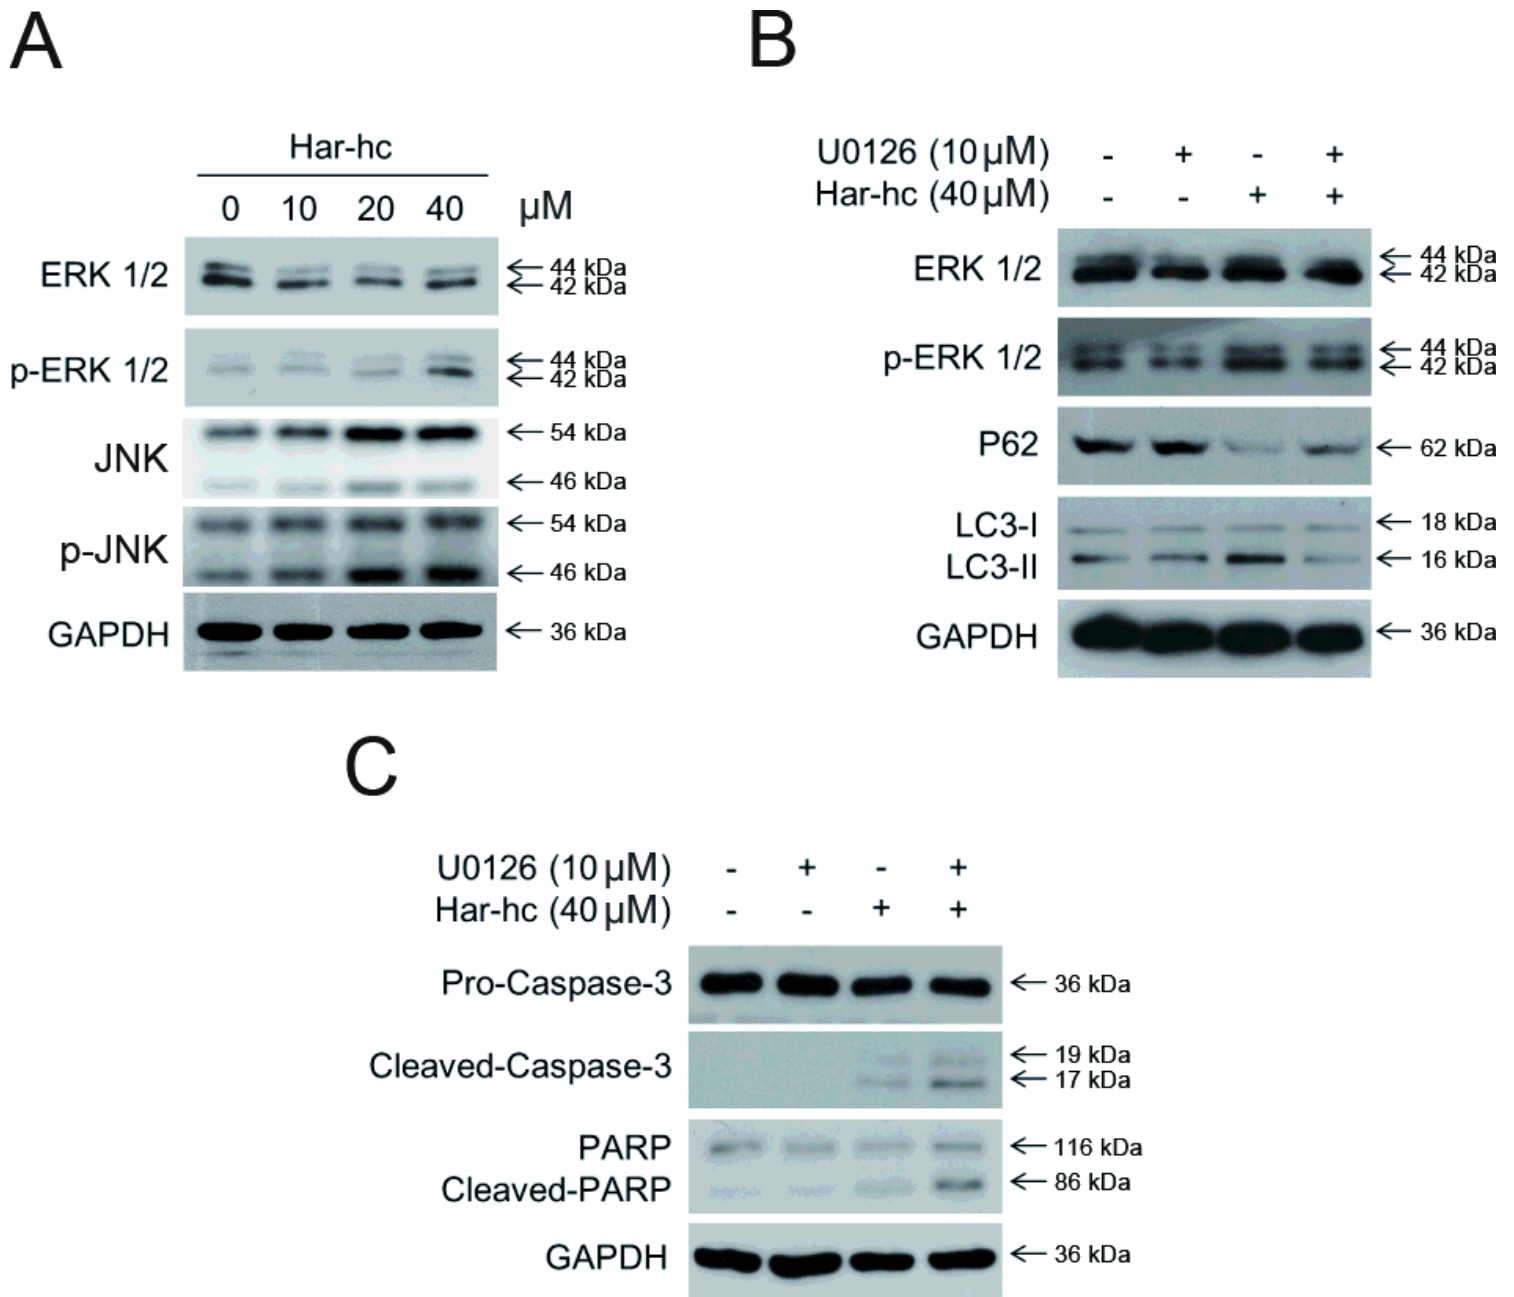 A
Har-hc
0 10 20 40 µM
ERK 1/2
44 kDa
42 kDa
p-ERK 1/2
44 kDa
42 kDa
JNK
54 kDa
46 kDa
p-JNK
54 kDa
46 kDa
GAPDH
36 kDa
B
U0126 (10 µM) - + - +
Har-hc (40 µM) - - + +
ERK 1/2
44 kDa
42 kDa
p-ERK 1/2
44 kDa
42 kDa
P62
62 kDa
LC3-I
18 kDa
LC3-II
16 kDa
GAPDH
36 kDa
C
U0126 (10 µM) - + - +
Har-hc (40 µM) - - + +
Pro-Caspase-3
36 kDa
Cleaved-Caspase-3
19 kDa
17 kDa
PARP
116 kDa
Cleaved-PARP
86 kDa
GAPDH
36 kDa